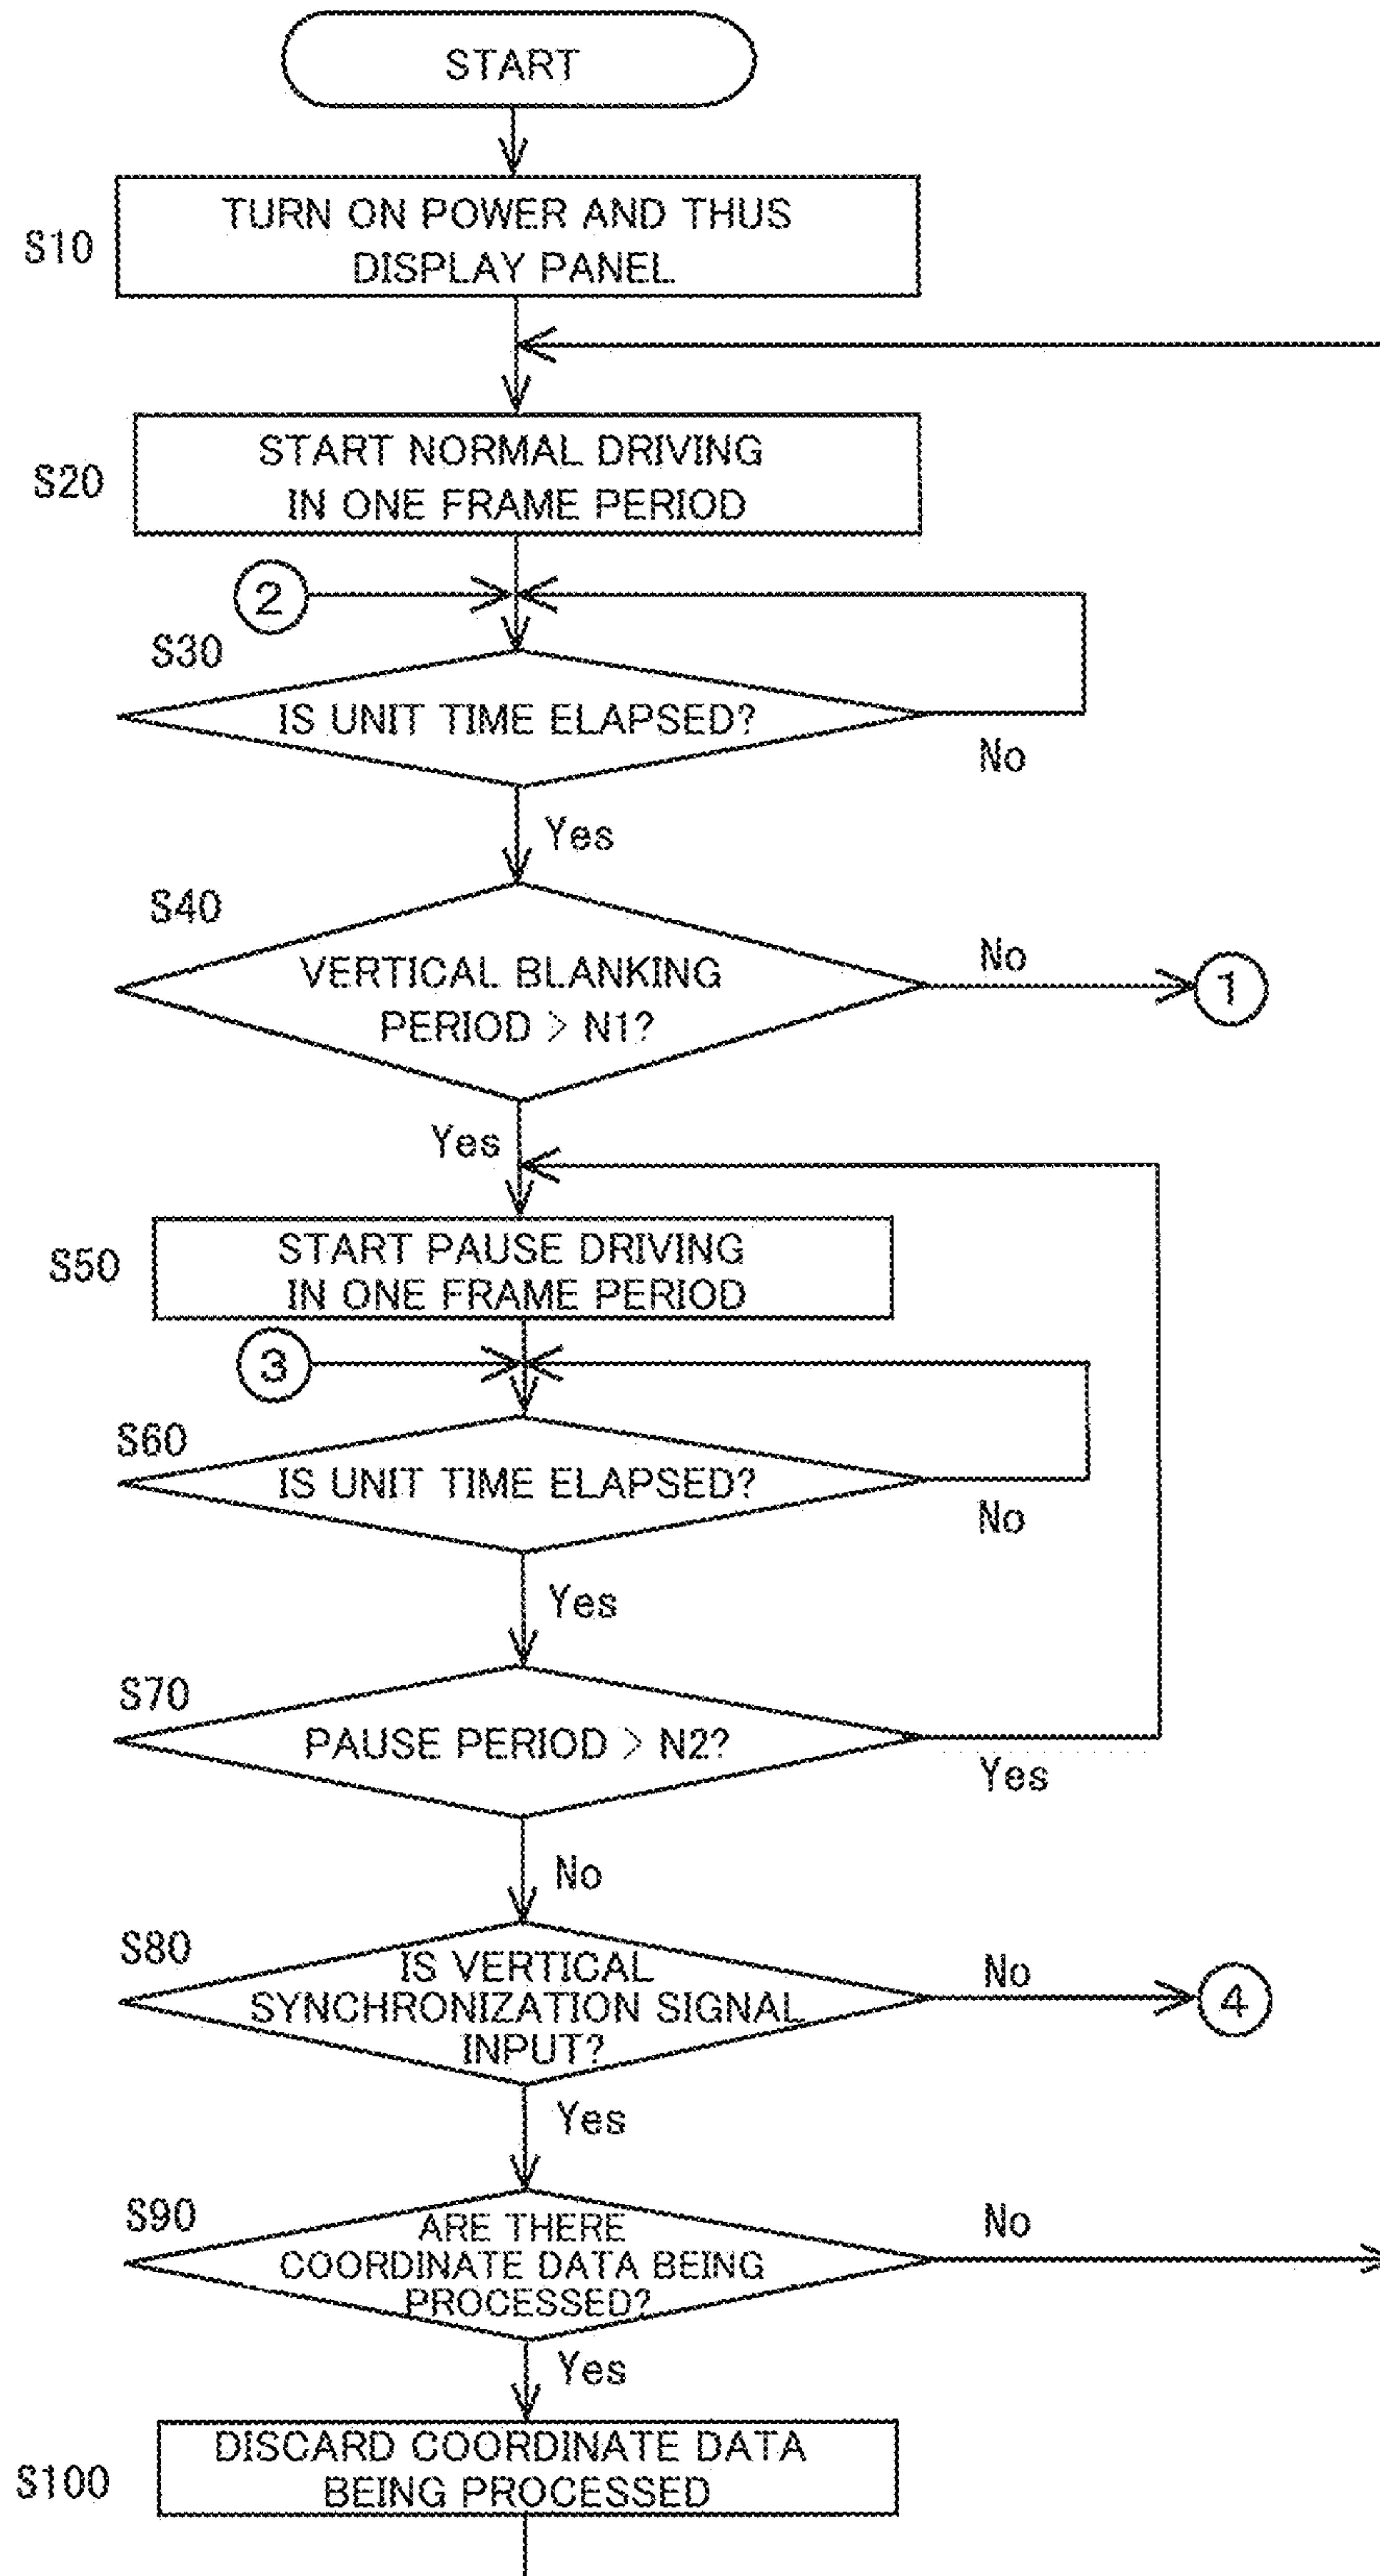 START
S10
TURN ON POWER AND THUS
DISPLAY PANEL
S20
START NORMAL DRIVING
IN ONE FRAME PERIOD
2
S30
IS UNIT TIME ELAPSED?
No
Yes
S40
VERTICAL BLANKING
PERIOD > N1?
No
1
Yes
S50
START PAUSE DRIVING
IN ONE FRAME PERIOD
3
S60
IS UNIT TIME ELAPSED?
No
Yes
S70
PAUSE PERIOD > N2?
Yes
No
S80
IS VERTICAL
SYNCHRONIZATION SIGNAL
INPUT?
No
4
Yes
S90
ARE THERE
COORDINATE DATA BEING
PROCESSED?
No
Yes
S100
DISCARD COORDINATE DATA
BEING PROCESSED